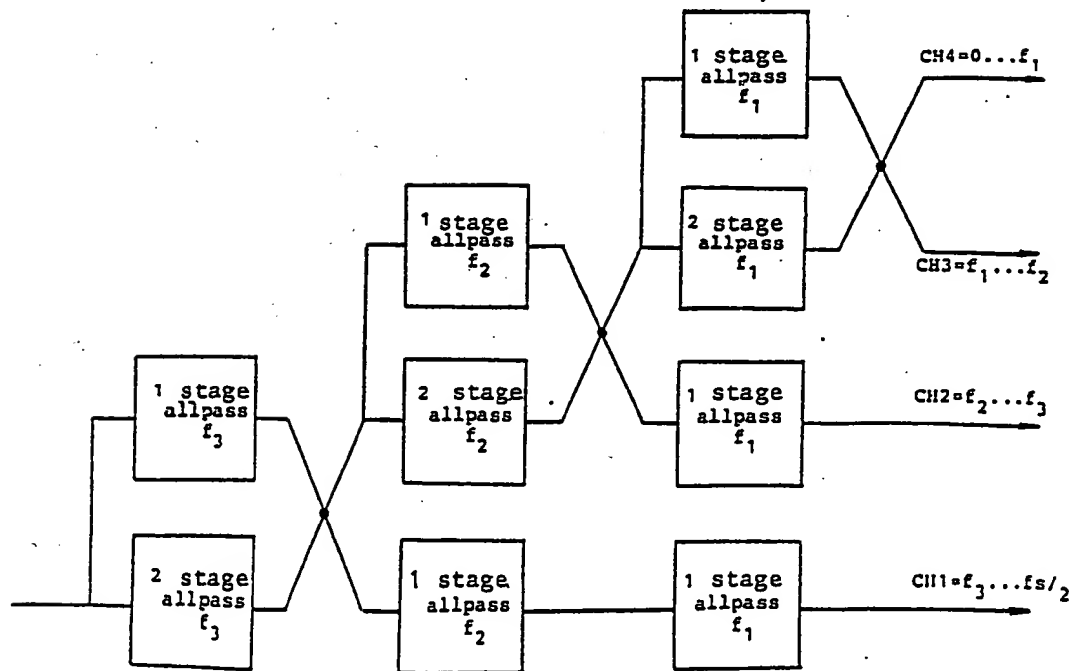 1 stage
allpass
f₁
CH4=0...f₁
1 stage
allpass
f₂
2 stage
allpass
f₁
CH3=f₁...f₂
1 stage
allpass
f₃
2 stage
allpass
f₂
1 stage
allpass
f₁
CH2=f₂...f₃
2 stage
allpass
f₃
1 stage
allpass
f₂
1 stage
allpass
f₁
CH1=f₃...fs/2